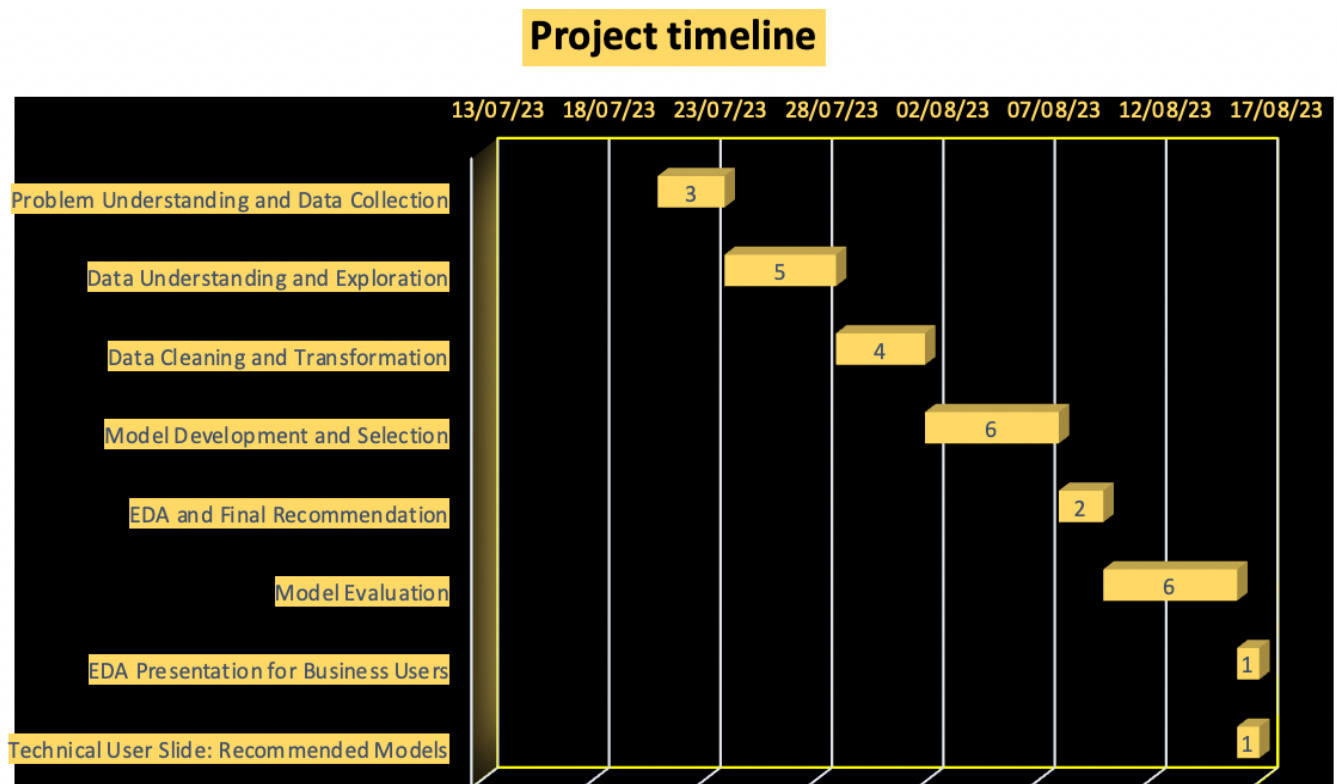 Project timeline
13/07/23 18/07/23 23/07/23 28/07/23 02/08/23 07/08/23 12/08/23 17/08/23
Problem Understanding and Data Collection 3
Data Understanding and Exploration 5
Data Cleaning and Transformation 4
Model Development and Selection 6
EDA and Final Recommendation 2
Model Evaluation 6
EDA Presentation for Business Users 1
Technical User Slide: Recommended Models 1